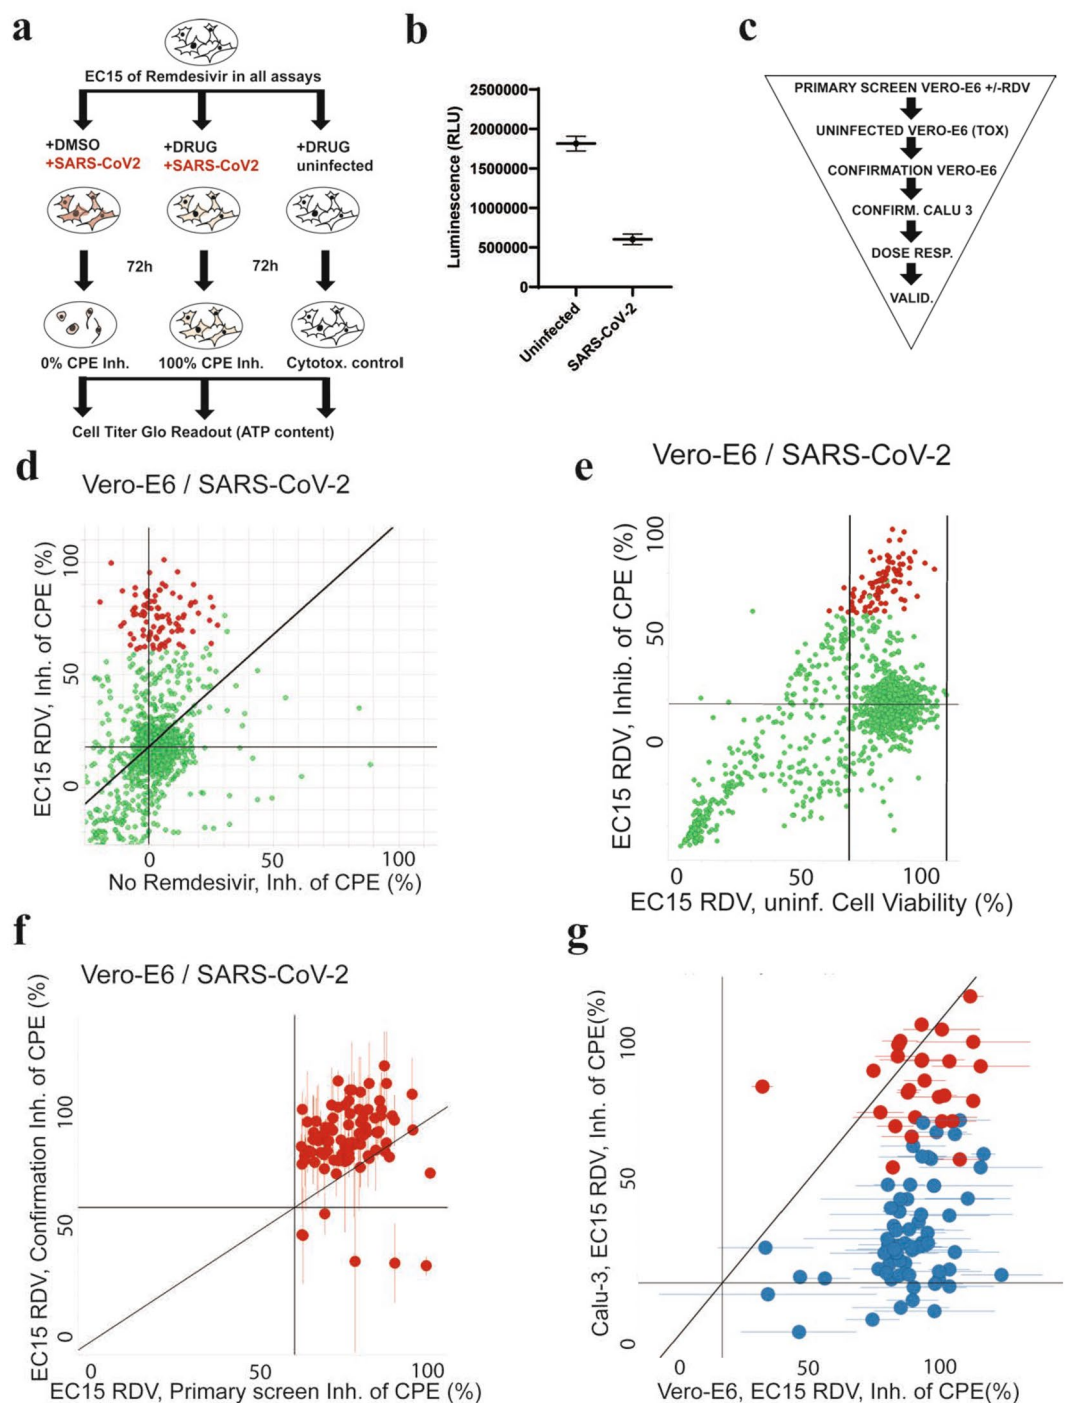 a
EC15 of Remdesivir in all assays
+DMSO
+SARS-CoV2
+DRUG
+SARS-CoV2
+DRUG
uninfected
72h
72h
0% CPE Inh.
100% CPE Inh.
Cytotox. control
Cell Titer Glo Readout (ATP content)
b
Luminescence (RLU)
2500000
2000000
1500000
1000000
500000
0
Uninfected
SARS-CoV-2
c
PRIMARY SCREEN VERO-E6 +/-RDV
UNINFECTED VERO-E6 (TOX)
CONFIRMATION VERO-E6
CONFIRM. CALU 3
DOSE RESP.
VALID.
d
Vero-E6 / SARS-CoV-2
EC15 RDV, Inh. of CPE (%)
100
50
0
0
50
100
No Remdesivir, Inh. of CPE (%)
e
Vero-E6 / SARS-CoV-2
EC15 RDV, Inhib. of CPE (%)
100
50
0
0
50
100
EC15 RDV, uninf. Cell Viability (%)
f
Vero-E6 / SARS-CoV-2
EC15 RDV, Confirmation Inh. of CPE (%)
100
50
0
0
50
100
EC15 RDV, Primary screen Inh. of CPE (%)
g
Calu-3, EC15 RDV, Inh. of CPE(%)
100
50
0
0
50
100
Vero-E6, EC15 RDV, Inh. of CPE(%)